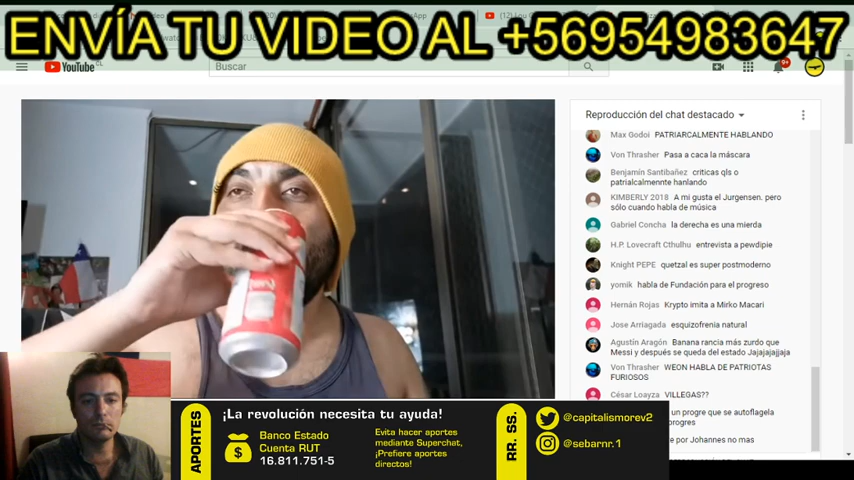 ENVÍA TU VIDEO AL +56954983647
YouTube CL
Buscar
9+
Reproducción del chat destacado
Max Godoi PATRIARCALMENTE HABLANDO
Von Thrasher Pasa a caca la máscara
Benjamín Santibañez criticas qls o
patrialcalmennte hanlando
KIMBERLY 2018 A mi gusta el Jurgensen. pero
sólo cuando habla de música
Gabriel Concha la derecha es una mierda
H.P. Lovecraft Cthulhu entrevista a pewdipie
Knight PEPE quetzal es super postmoderno
yomik habla de Fundación para el progreso
Hernán Rojas Krypto imita a Mirko Macari
Jose Arriagada esquizofrenia natural
Agustín Aragón Banana rancia más zurdo que
Messi y después se queda del estado Jajajajajjaja
Von Thrasher WEON HABLA DE PATRIOTAS
FURIOSOS
César Loayza VILLEGAS??
un progre que se autoflagela
progres
e por Johannes no mas
APORTES
¡La revolución necesita tu ayuda!
Banco Estado
Cuenta RUT
16.811.751-5
Evita hacer aportes
mediante Superchat,
¡Prefiere aportes
directos!
RR. SS.
@capitalismorev2
@sebarnr.1